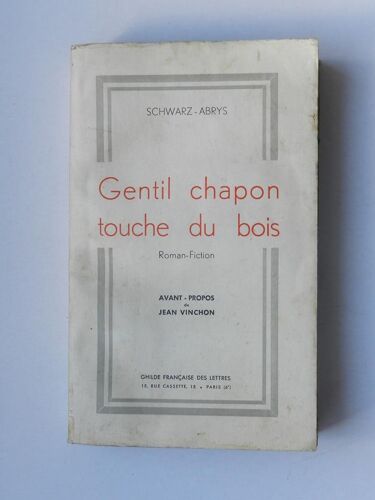 SCHWARZ-ABRYS
Gentil chapon
touche du bois
Roman-Fiction
AVANT-PROPOS
de
JEAN VINCHON
GHILDE FRANÇAISE DES LETTRES
18, RUE CASSETTE, 18 • PARIS (6e)